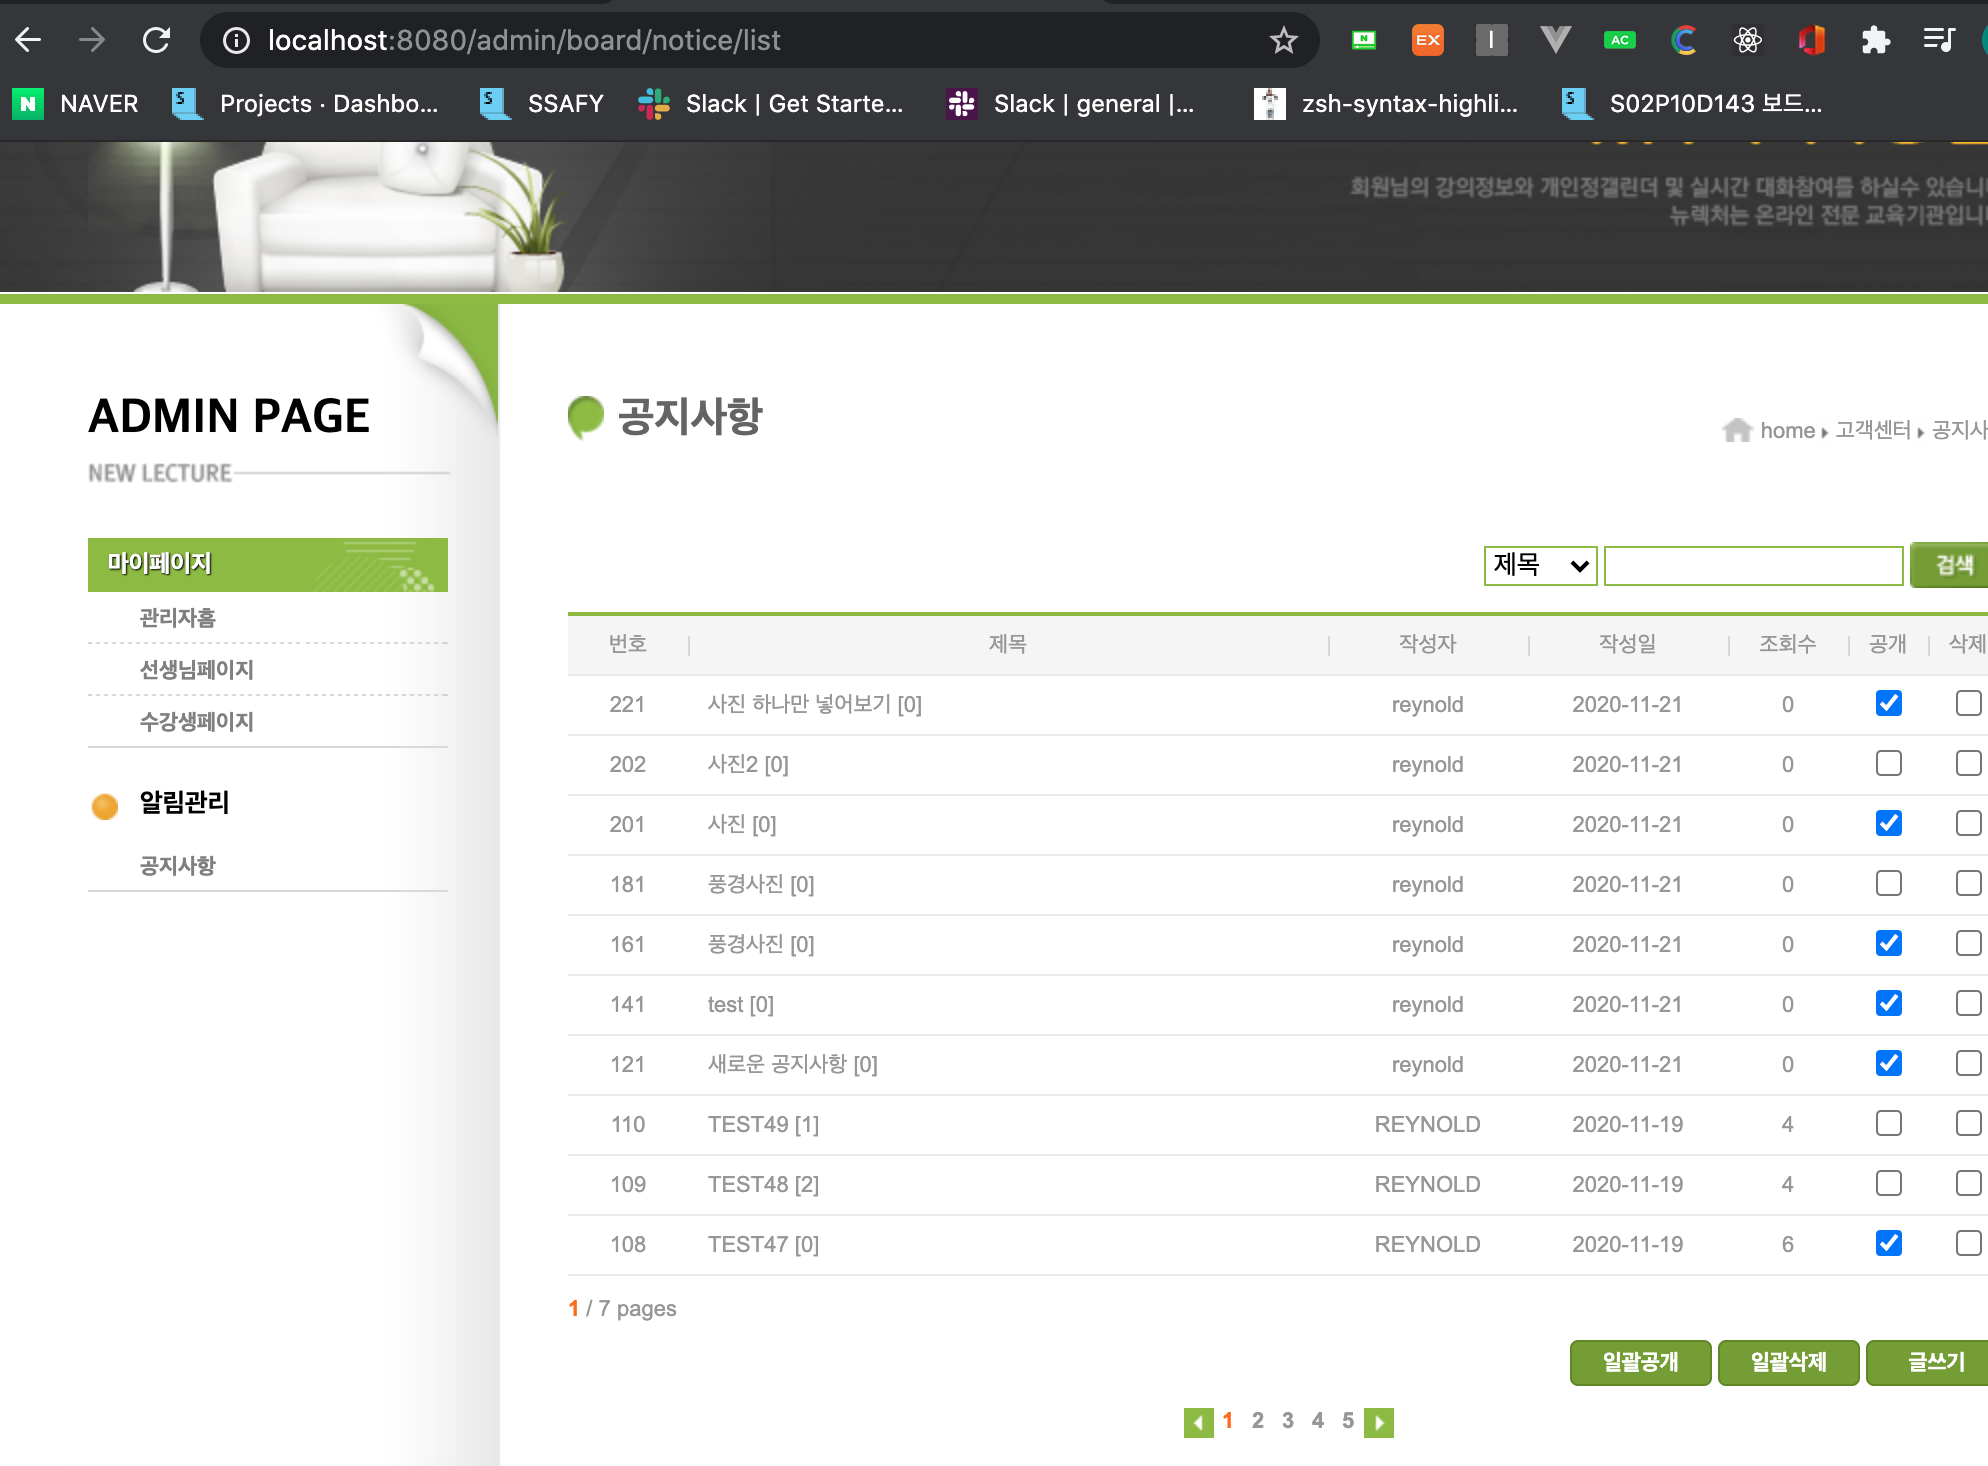 localhost:8080/admin/board/notice/list
EX
AC
N NAVER Projects · Dashbo... SSAFY Slack | Get Starte... Slack | general |... zsh-syntax-highli... S02P10D143 보드...
회원님의 강의정보와 개인정갤린더 및 실시간 대화참여를 하실수 있습니
뉴렉처는 온라인 전문 교육기관입니
ADMIN PAGE
NEW LECTURE
마이페이지
관리자홈
선생님페이지
수강생페이지
알림관리
공지사항
공지사항
home 고객센터 공지사
제목 검색
번호 제목 작성자 작성일 조회수 공개 삭제
221 사진 하나만 넣어보기 [0] reynold 2020-11-21 0
202 사진2 [0] reynold 2020-11-21 0
201 사진 [0] reynold 2020-11-21 0
181 풍경사진 [0] reynold 2020-11-21 0
161 풍경사진 [0] reynold 2020-11-21 0
141 test [0] reynold 2020-11-21 0
121 새로운 공지사항 [0] reynold 2020-11-21 0
110 TEST49 [1] REYNOLD 2020-11-19 4
109 TEST48 [2] REYNOLD 2020-11-19 4
108 TEST47 [0] REYNOLD 2020-11-19 6
1 / 7 pages
일괄공개 일괄삭제 글쓰기
1 2 3 4 5